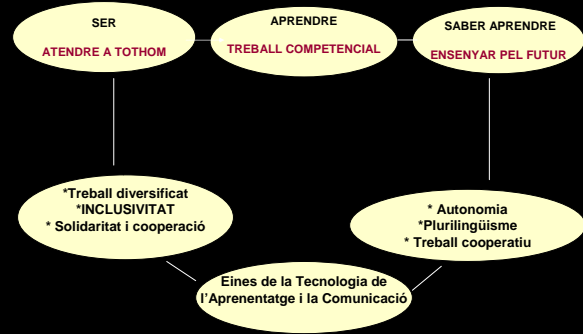 SER
ATENDRE A TOTHOM
APRENDRE
TREBALL COMPETENCIAL
SABER APRENDRE
ENSENYAR PEL FUTUR
*Treball diversificat
*INCLUSIVITAT
* Solidaritat i cooperació
* Autonomia
*Plurilingüisme
* Treball cooperatiu
Eines de la Tecnologia de
l’Aprenentatge i la Comunicació